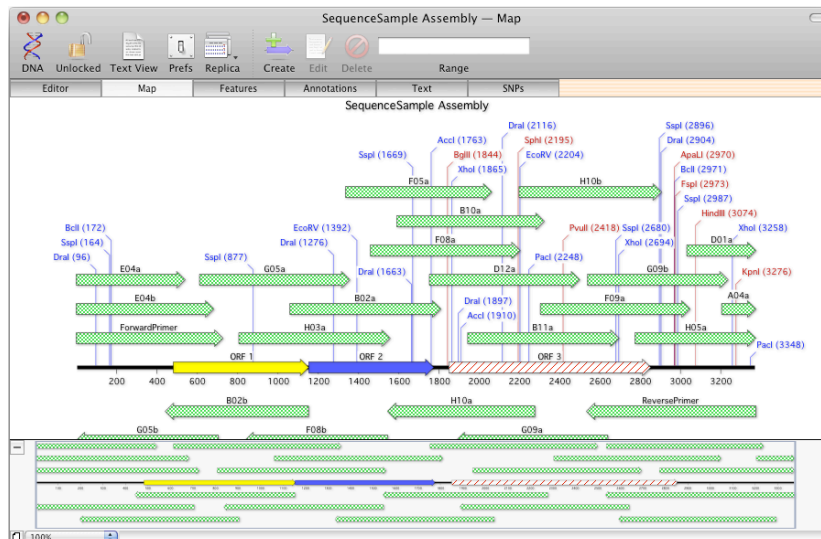 SequenceSample Assembly — Map
DNA Unlocked Text View Prefs Replica Create Edit Delete Range
Editor Map Features Annotations Text SNPs
SequenceSample Assembly
DraI (2116) SspI (2896)
AccI (1763) SphI (2195) DraI (2904)
SspI (1669) BglII (1844) EcoRV (2204) ApaLI (2970)
XhoI (1865) BclI (2971)
F05a H10b FspI (2973)
SspI (2987)
B10a HindIII (3074)
BclI (172) EcoRV (1392) PvuII (2418) SspI (2680) XhoI (3258)
SspI (164) DraI (1276) F08a XhoI (2694) D01a
DraI (96) SspI (877) PacI (2248)
E04a G05a DraI (1663) D12a G09b KpnI (3276)
E04b B02a DraI (1897) F09a A04a
AccI (1910)
ForwardPrimer H03a B11a H05a
PacI (3348)
ORF 1 ORF 2 ORF 3
200 400 600 800 1000 1200 1400 1600 1800 2000 2200 2400 2600 2800 3000 3200
B02b H10a ReversePrimer
G05b F08b G09a
100%